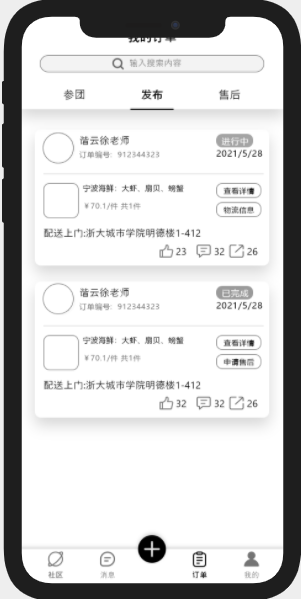 我的订单
输入搜索内容
参团 发布 售后
谐云徐老师 进行中
订单编号: 912344323 2021/5/28
宁波海鲜: 大虾、扇贝、螃蟹 查看详情
￥70.1/件 共1件 物流信息
配送上门:浙大城市学院明德楼1-412
23 32 26
谐云徐老师 已完成
订单编号: 912344323 2021/5/28
宁波海鲜: 大虾、扇贝、螃蟹 查看详情
￥70.1/件 共1件 申请售后
配送上门:浙大城市学院明德楼1-412
32 32 26
社区 消息 订单 我的